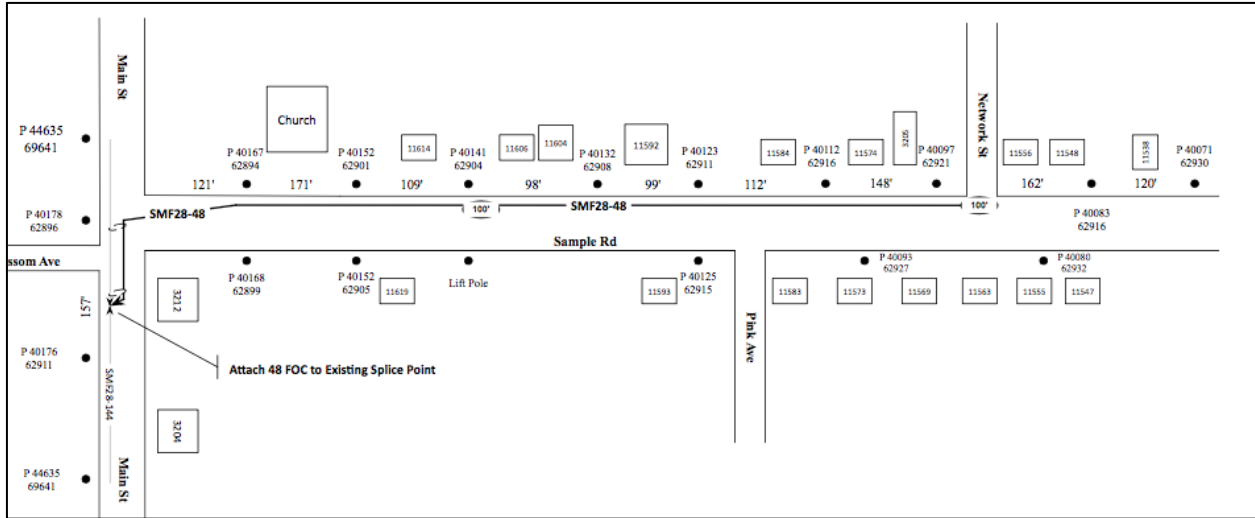 Main St
Church
Network St
P 44635
69641
P 40167
62894
P 40152
62901
11614
P 40141
62904
11606
11604
P 40132
62908
11592
P 40123
62911
11584
P 40112
62916
11574
3205
P 40097
62921
11556
11548
11538
P 40071
62930
121'
171'
109'
98'
99'
112'
148'
162'
120'
P 40178
62896
SMF28-48
100'
SMF28-48
100'
P 40083
62916
Sample Rd
ssom Ave
P 40168
62899
P 40152
62905
Lift Pole
P 40125
62915
P 40093
62927
P 40080
62932
3212
11619
11593
11583
11573
11569
11563
11555
11547
157'
Pink Ave
P 40176
62911
Attach 48 FOC to Existing Splice Point
SMF28-144
3204
P 44635
69641
Main St